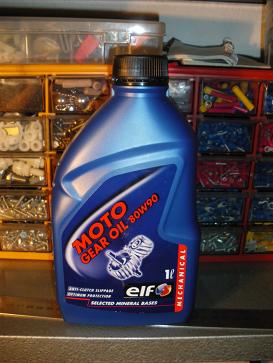 MOTO
GEAR OIL 80W90
1ℓ
ANTI-CLUTCH SLIPPAGE
OPTIMUM PROTECTION
elf
SELECTED MINERAL BASES
MECHANICAL